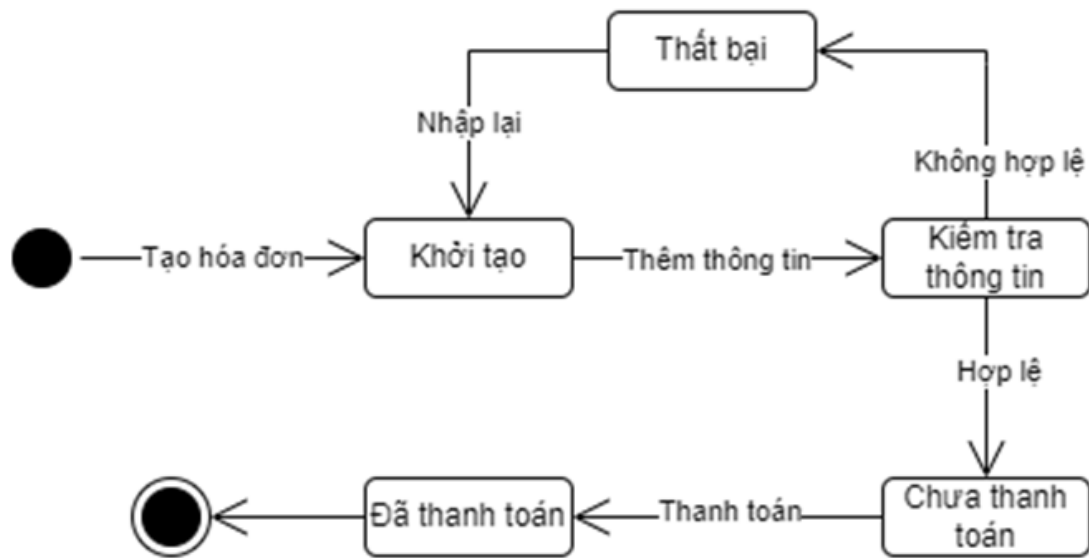 Thất bại
Nhập lại
Không hợp lệ
Tạo hóa đơn
Khởi tạo
Thêm thông tin
Kiểm tra
thông tin
Hợp lệ
Đã thanh toán
Thanh toán
Chưa thanh
toán